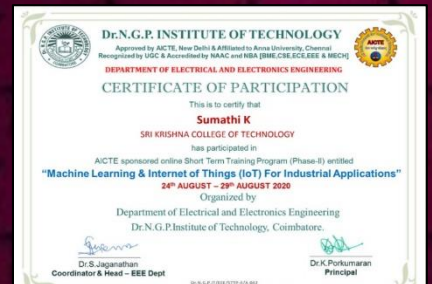 Dr.N.G.P. INSTITUTE OF TECHNOLOGY
Approved by AICTE, New Delhi & Affiliated to Anna University, Chennai
Recognized by UGC & Accredited by NAAC and NBA [BME,CSE,ECE,EEE & MECH]
AICTE
DEPARTMENT OF ELECTRICAL AND ELECTRONICS ENGINEERING
CERTIFICATE OF PARTICIPATION
This is to certify that
Sumathi K
SRI KRISHNA COLLEGE OF TECHNOLOGY
has participated in
AICTE sponsored online Short Term Training Program (Phase-II) entitled
"Machine Learning & Internet of Things (IoT) For Industrial Applications"
24th AUGUST – 29th AUGUST 2020
Organized by
Department of Electrical and Electronics Engineering
Dr.N.G.P.Institute of Technology, Coimbatore.
Dr.S.Jaganathan
Coordinator & Head – EEE Dept
Dr.K.Porkumaran
Principal